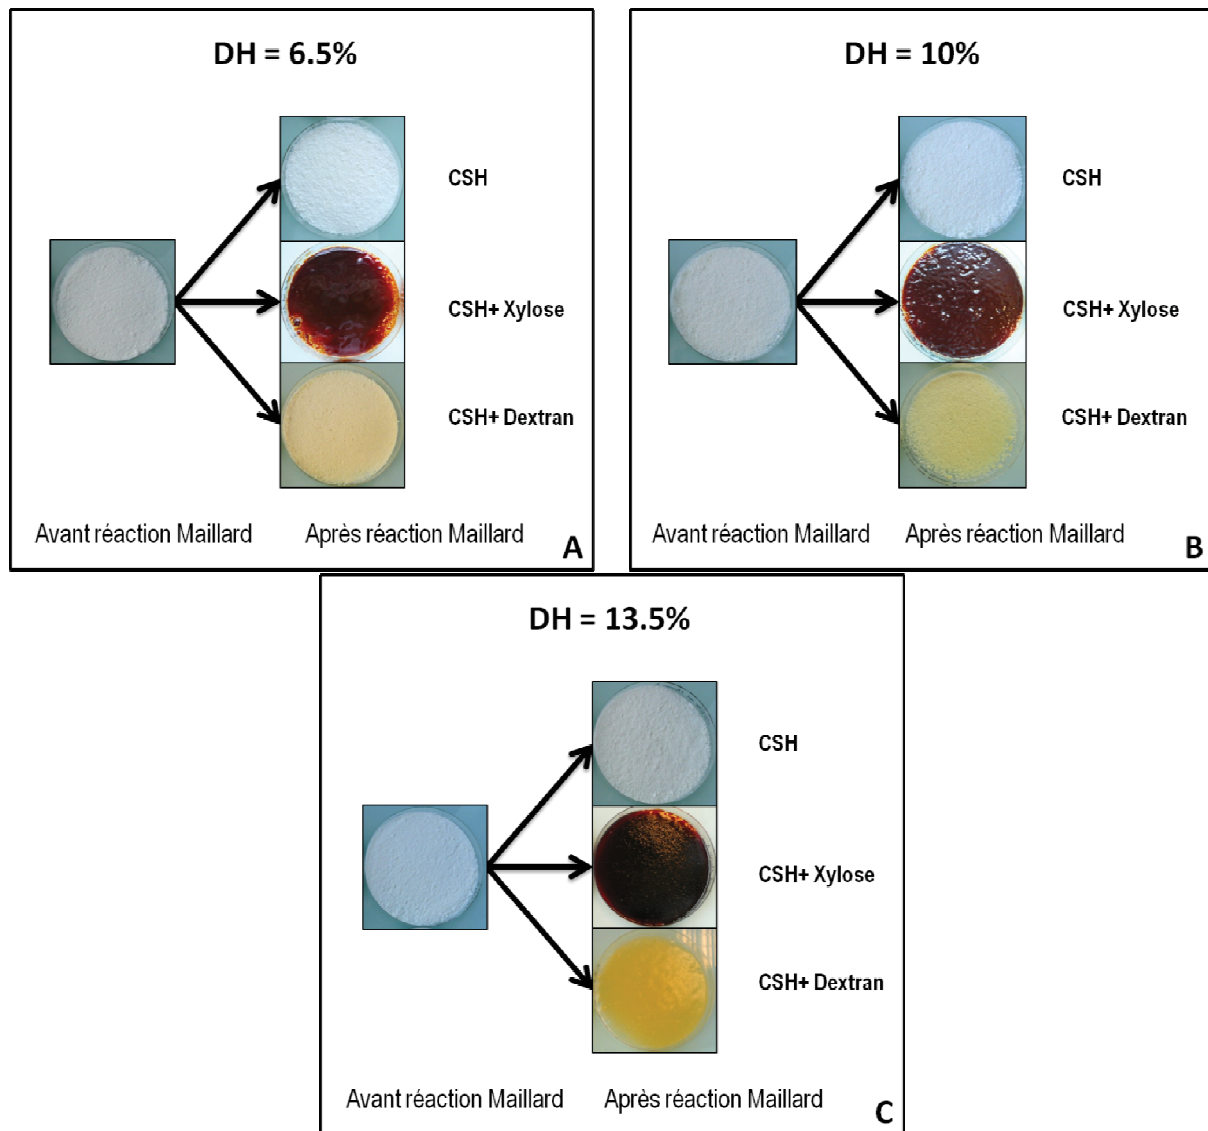 DH = 6.5%
CSH
CSH+ Xylose
CSH+ Dextran
Avant réaction Maillard
Après réaction Maillard
A
DH = 10%
CSH
CSH+ Xylose
CSH+ Dextran
Avant réaction Maillard
Après réaction Maillard
B
DH = 13.5%
CSH
CSH+ Xylose
CSH+ Dextran
Avant réaction Maillard
Après réaction Maillard
C